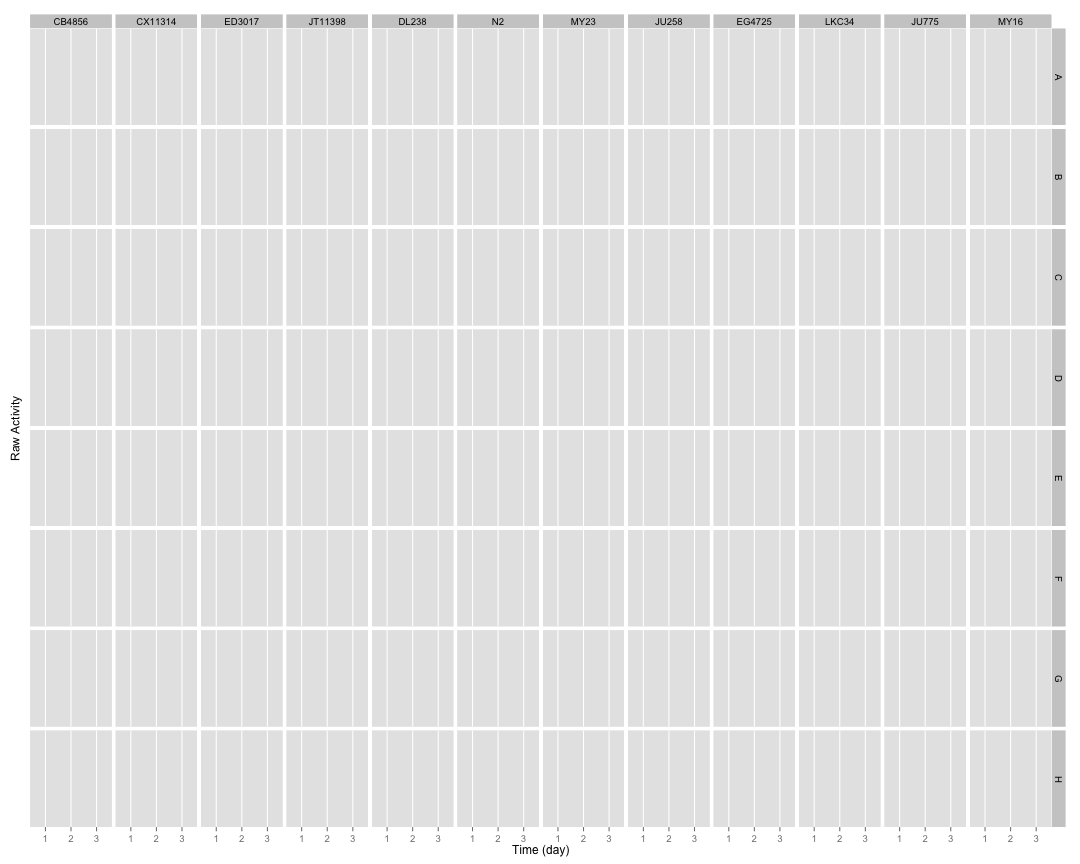 CB4856 CX11314 ED3017 JT11398 DL238 N2 MY23 JU258 EG4725 LKC34 JU775 MY16
A
B
C
D
Raw Activity
E
F
G
H
1 2 3 1 2 3 1 2 3 1 2 3 1 2 3 1 2 3 1 2 3 1 2 3 1 2 3 1 2 3 1 2 3 1 2 3
Time (day)